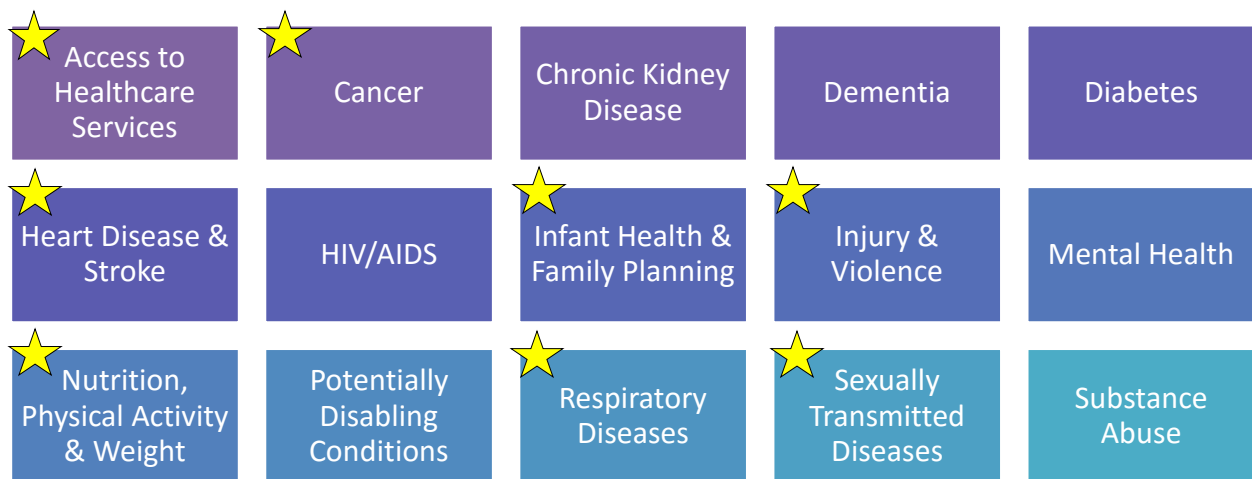 Access to
Healthcare
Services
Cancer
Chronic Kidney
Disease
Dementia
Diabetes
Heart Disease &
Stroke
HIV/AIDS
Infant Health &
Family Planning
Injury &
Violence
Mental Health
Nutrition,
Physical Activity
& Weight
Potentially
Disabling
Conditions
Respiratory
Diseases
Sexually
Transmitted
Diseases
Substance
Abuse